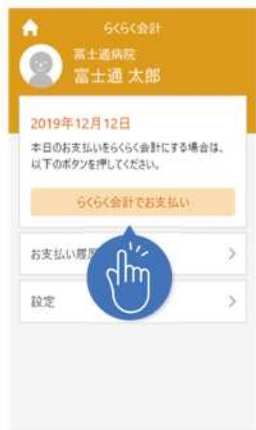 らくらく会計
富士通病院
富士通 太郎
2019年12月12日
本日のお支払いをらくらく会計にする場合は、
以下のボタンを押してください。
らくらく会計でお支払い
お支払い履歴
設定